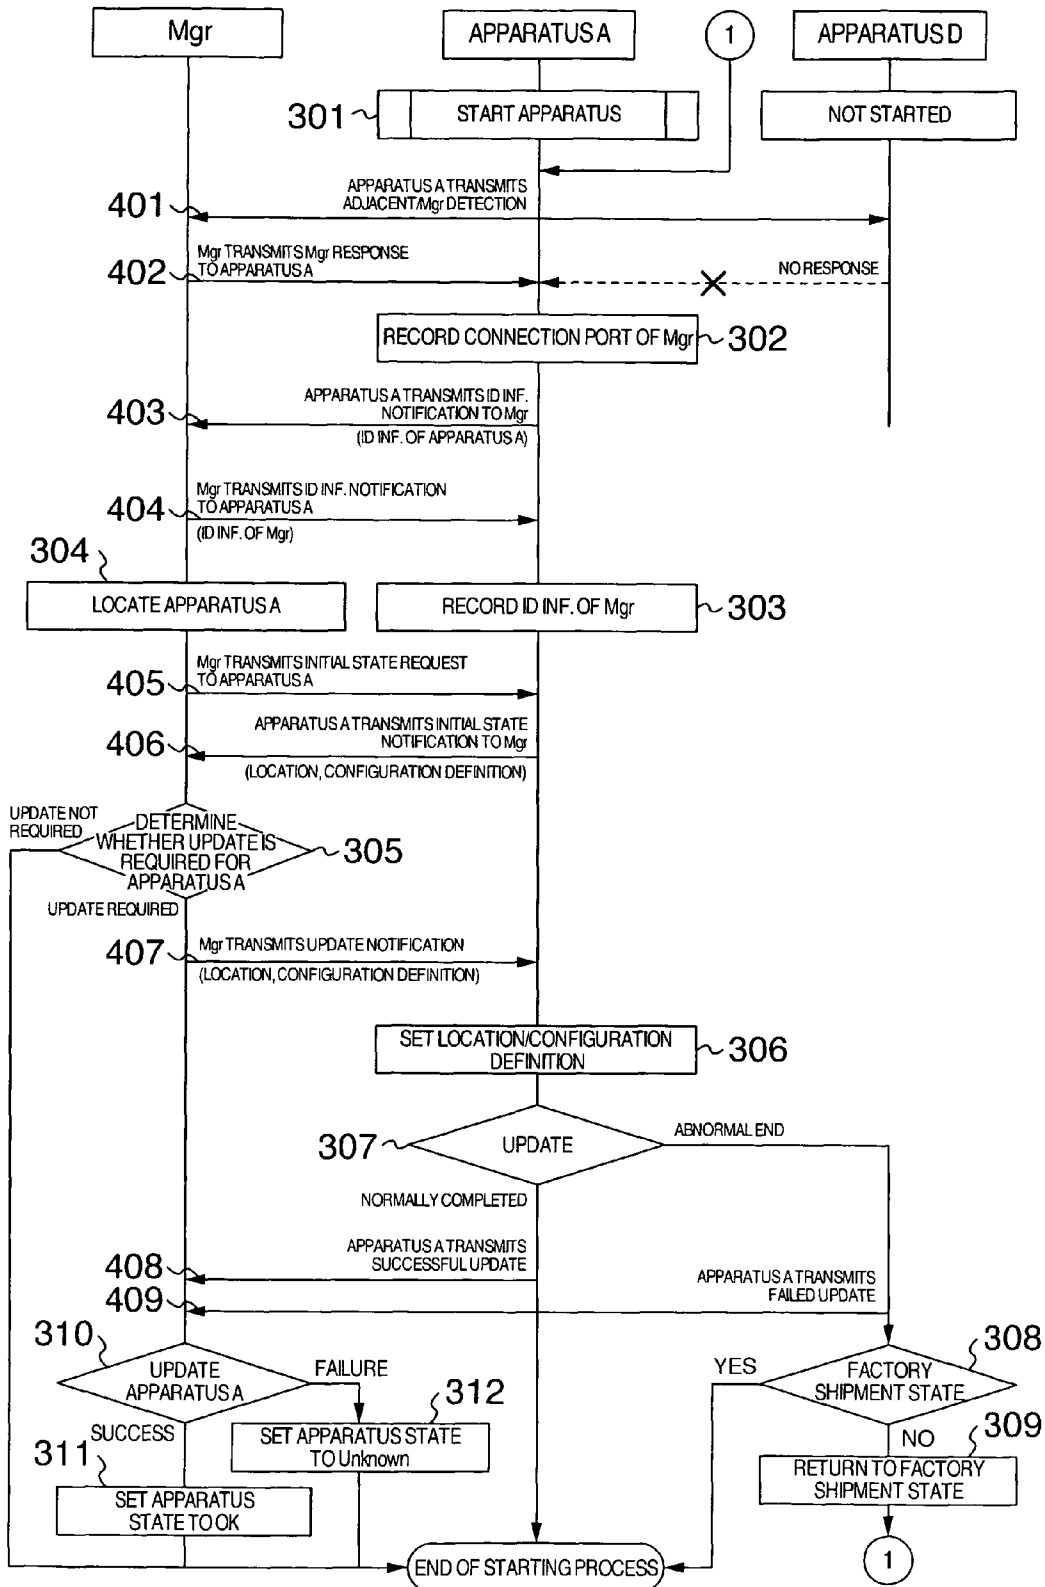 Mgr
APPARATUS A
1
APPARATUS D
301
START APPARATUS
NOT STARTED
401
APPARATUS A TRANSMITS
ADJACENT/Mgr DETECTION
402
Mgr TRANSMITS Mgr RESPONSE
TO APPARATUS A
NO RESPONSE
RECORD CONNECTION PORT OF Mgr
302
403
APPARATUS A TRANSMITS ID INF.
NOTIFICATION TO Mgr
(ID INF. OF APPARATUS A)
404
Mgr TRANSMITS ID INF. NOTIFICATION
TO APPARATUS A
(ID INF. OF Mgr)
304
LOCATE APPARATUS A
RECORD ID INF. OF Mgr
303
405
Mgr TRANSMITS INITIAL STATE REQUEST
TO APPARATUS A
406
APPARATUS A TRANSMITS INITIAL STATE
NOTIFICATION TO Mgr
(LOCATION, CONFIGURATION DEFINITION)
UPDATE NOT
REQUIRED
DETERMINE
WHETHER UPDATE IS
REQUIRED FOR
APPARATUS A
305
UPDATE REQUIRED
407
Mgr TRANSMITS UPDATE NOTIFICATION
(LOCATION, CONFIGURATION DEFINITION)
SET LOCATION/CONFIGURATION
DEFINITION
306
307
UPDATE
ABNORMAL END
NORMALLY COMPLETED
408
APPARATUS A TRANSMITS
SUCCESSFUL UPDATE
409
APPARATUS A TRANSMITS
FAILED UPDATE
310
UPDATE
APPARATUS A
FAILURE
312
SUCCESS
SET APPARATUS STATE
TO Unknown
311
SET APPARATUS
STATE TO OK
YES
FACTORY
SHIPMENT STATE
308
NO
309
RETURN TO FACTORY
SHIPMENT STATE
END OF STARTING PROCESS
1